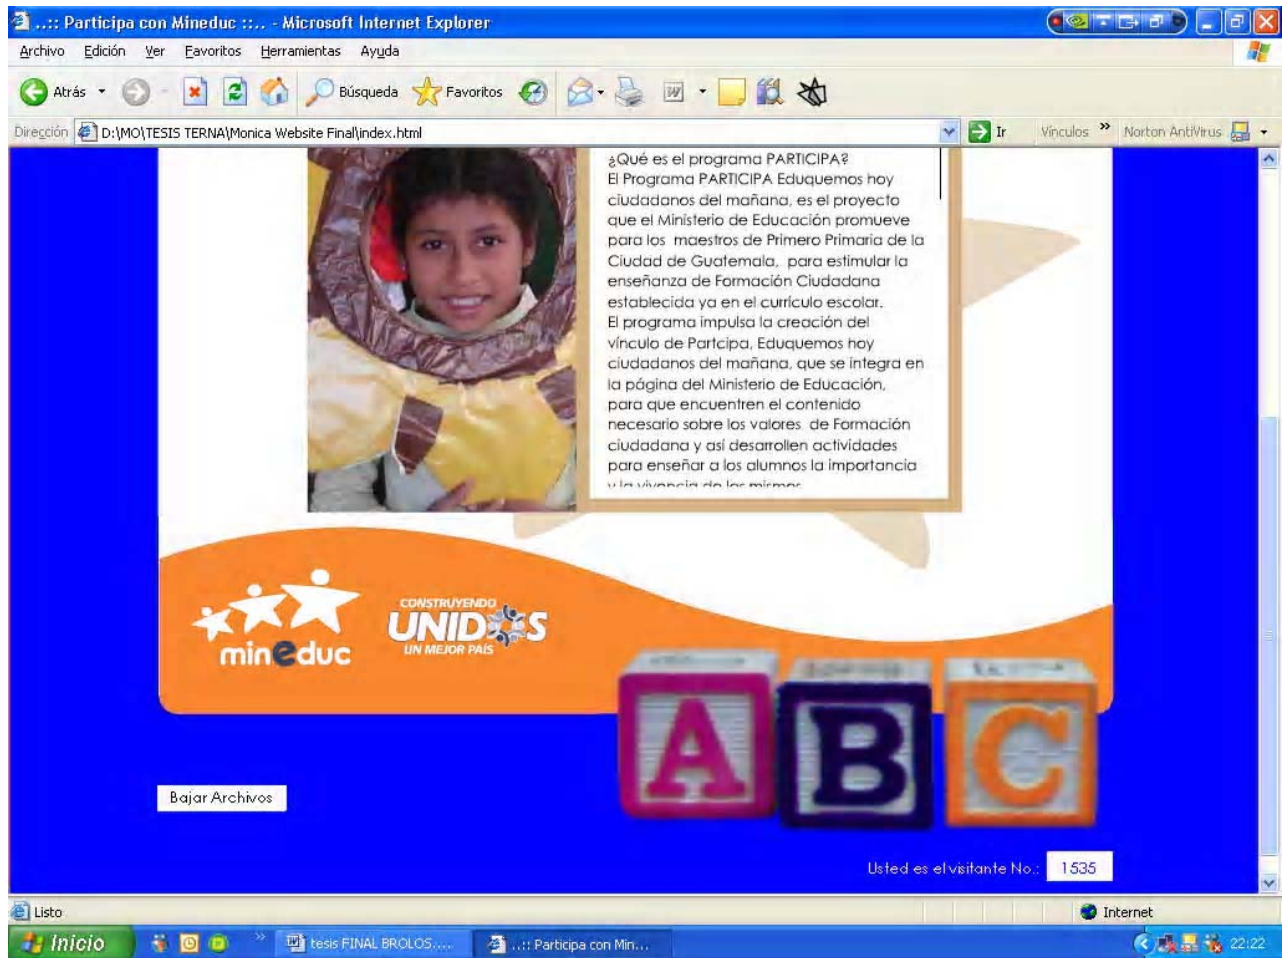 ..:: Participa con Mineduc ::.. - Microsoft Internet Explorer
Archivo Edición Ver Favoritos Herramientas Ayuda
Atrás Búsqueda Favoritos
Dirección D:\MO\TESIS TERNA\Monica Website Final\index.html Ir Vínculos » Norton AntiVirus
¿Qué es el programa PARTICIPA?
El Programa PARTICIPA Eduquemos hoy
ciudadanos del mañana, es el proyecto
que el Ministerio de Educación promueve
para los maestros de Primero Primaria de la
Ciudad de Guatemala, para estimular la
enseñanza de Formación Ciudadana
establecida ya en el currículo escolar.
El programa impulsa la creación del
vínculo de Partcipa, Eduquemos hoy
ciudadanos del mañana, que se integra en
la página del Ministerio de Educación,
para que encuentren el contenido
necesario sobre los valores de Formación
ciudadana y así desarrollen actividades
para enseñar a los alumnos la importancia
y la vivencia de los mismos
mineduc
CONSTRUYENDO
UNIDOS
UN MEJOR PAÍS
A B C
Bajar Archivos
Usted es el visitante No.: 1535
Listo Internet
Inicio » tesis FINAL BROLOS.... ..:: Participa con Min... 22:22